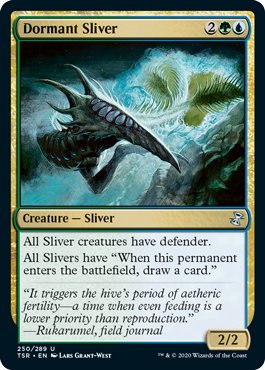 Dormant Sliver 2
Creature — Sliver
All Sliver creatures have defender.
All Slivers have “When this permanent
enters the battlefield, draw a card.”
“It triggers the hive’s period of aetheric
fertility—a time when even feeding is a
lower priority than reproduction.”
—Rukarumel, field journal
2/2
250/289 U
TSR • EN Lars Grant-West ™ & © 2020 Wizards of the Coast